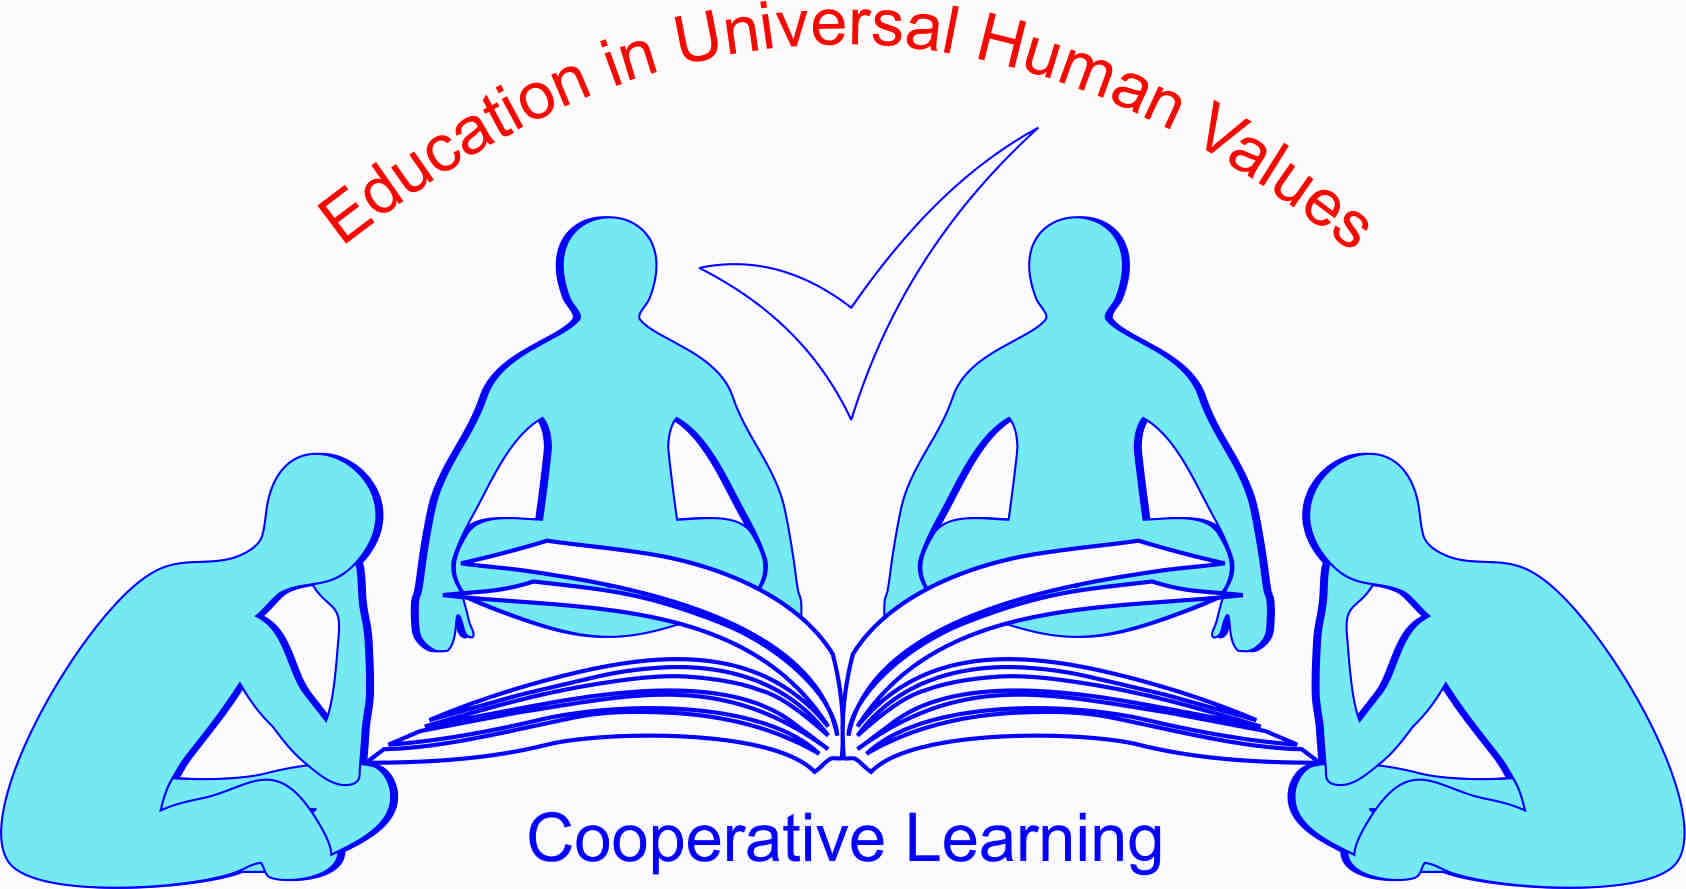 Education in Universal Human Values
Cooperative Learning